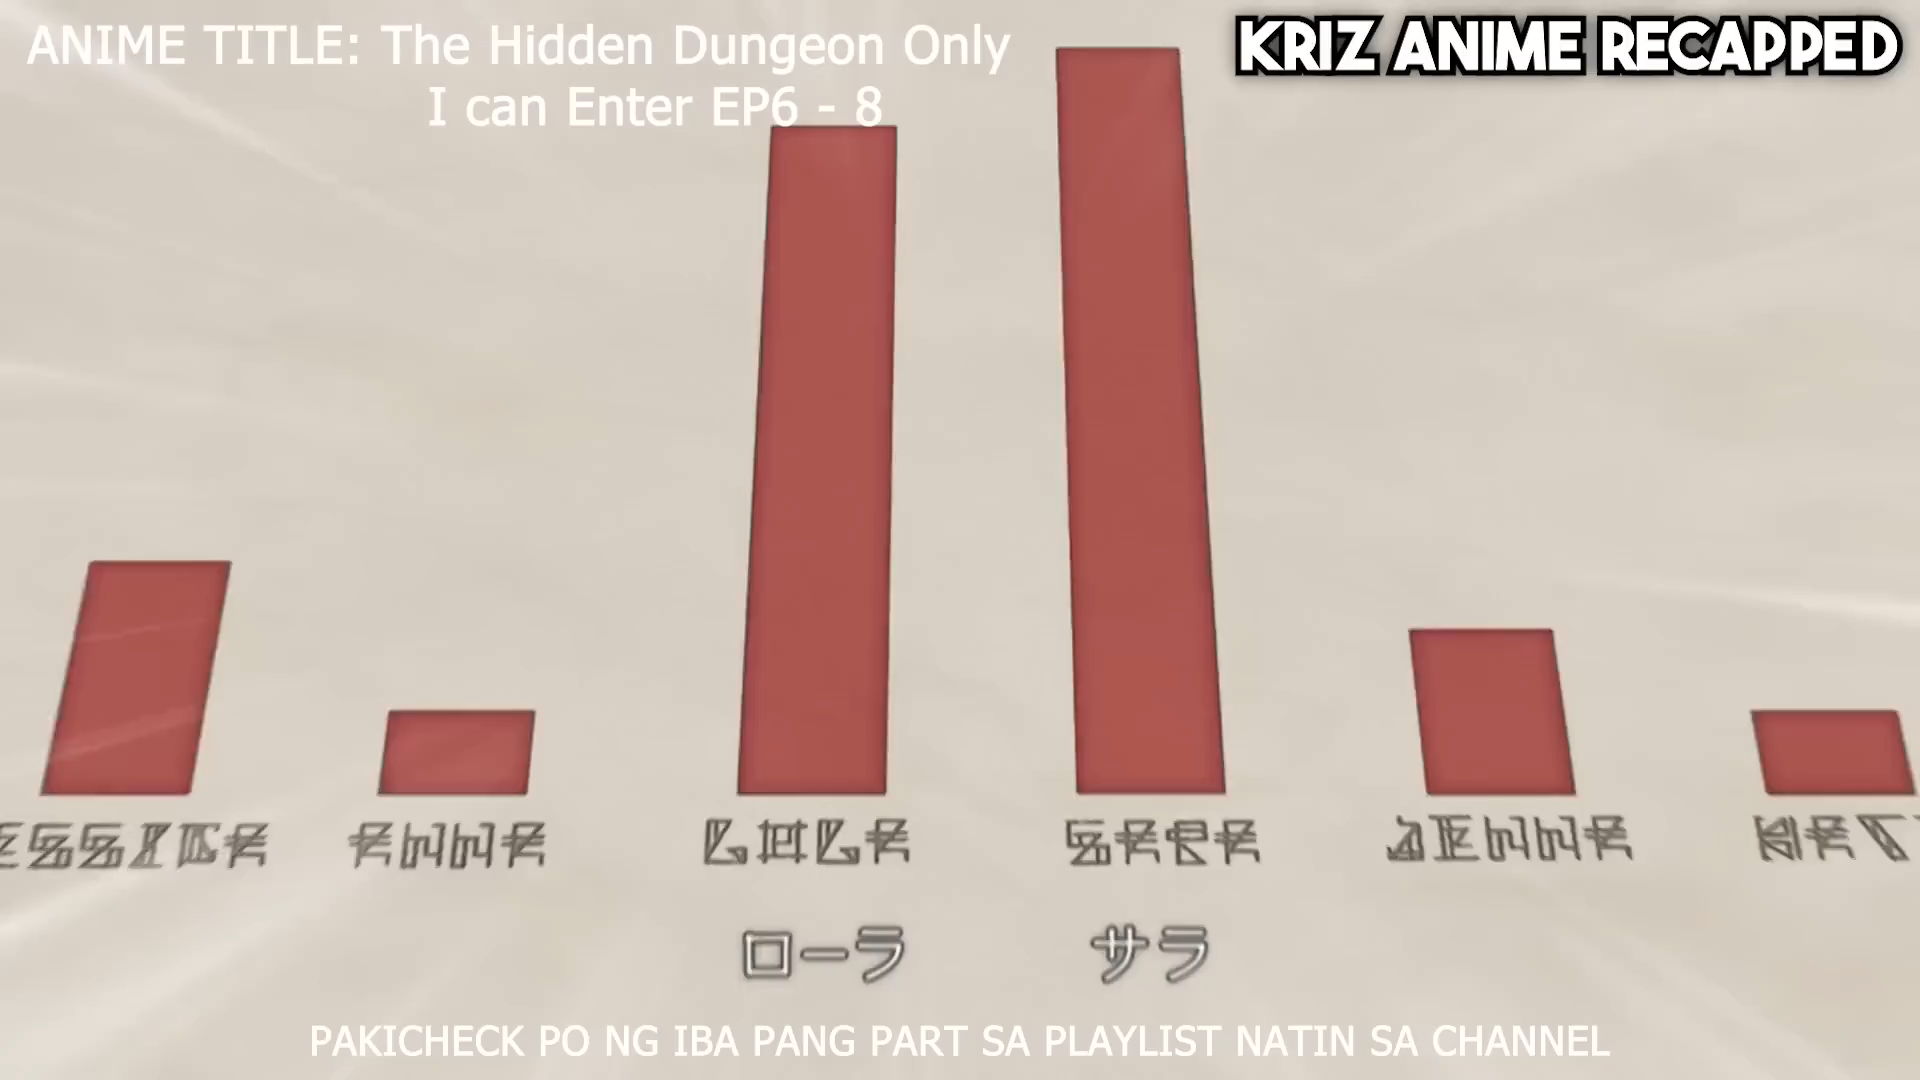 ANIME TITLE: The Hidden Dungeon Only
I can Enter EP6 - 8
KRIZ ANIME RECAPPED
ローラ
サラ
PAKICHECK PO NG IBA PANG PART SA PLAYLIST NATIN SA CHANNEL